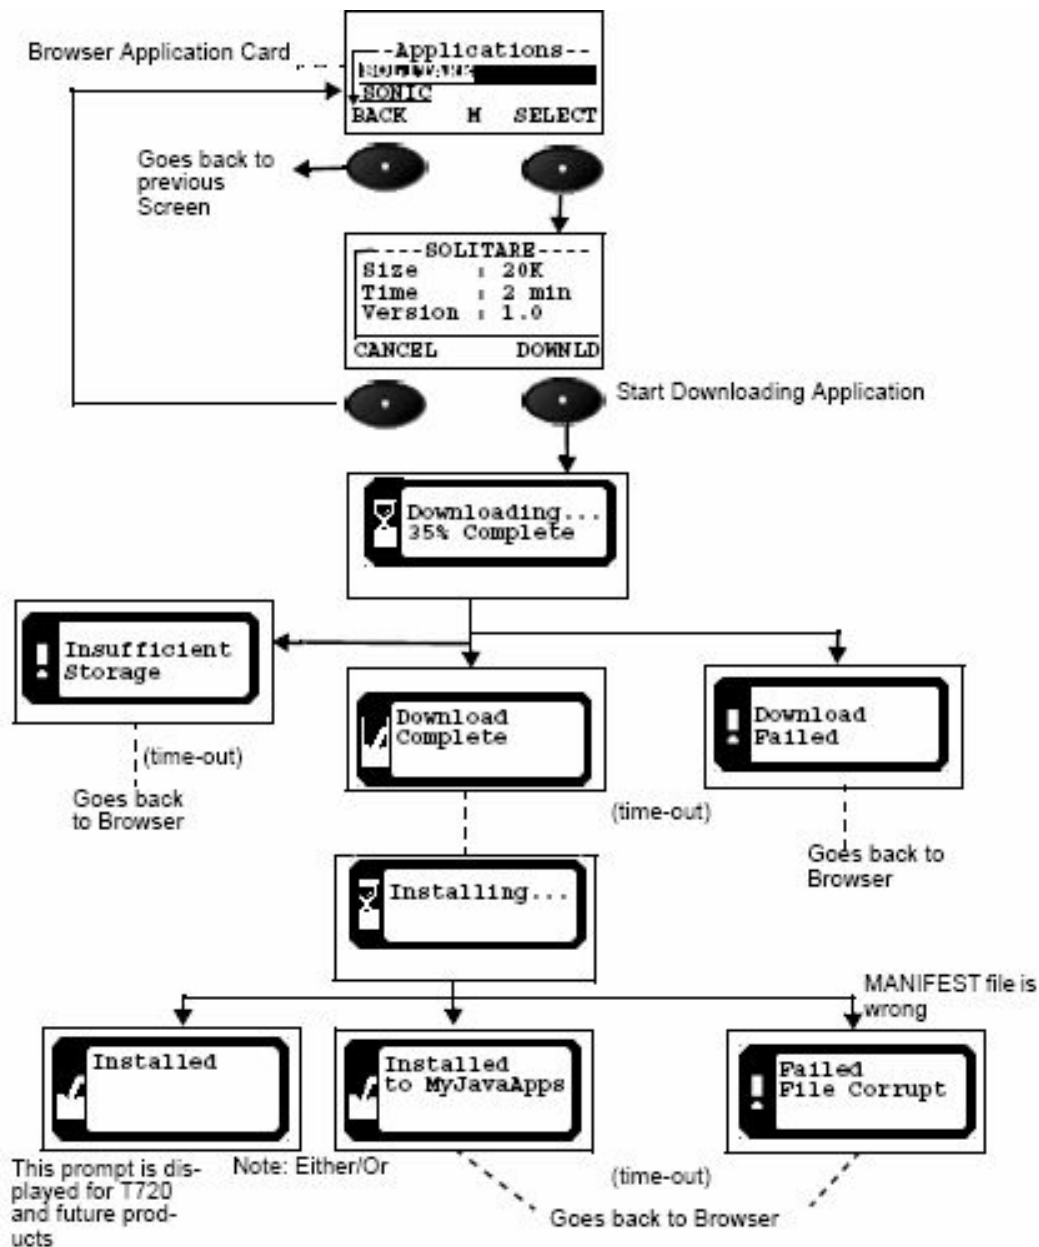 Browser Application Card
--Applications--
SONIC
BACK M SELECT
Goes back to
previous
Screen
----SOLITARE----
Size : 20K
Time : 2 min
Version : 1.0
CANCEL DOWNLD
Start Downloading Application
Downloading...
35% Complete
Insufficient
Storage
Download
Complete
Download
Failed
(time-out)
Goes back
to Browser
(time-out)
Goes back to
Browser
Installing...
MANIFEST file is
wrong
Installed
Installed
to MyJavaApps
Failed
File Corrupt
This prompt is dis-
played for T720
and future prod-
ucts
Note: Either/Or
(time-out)
Goes back to Browser